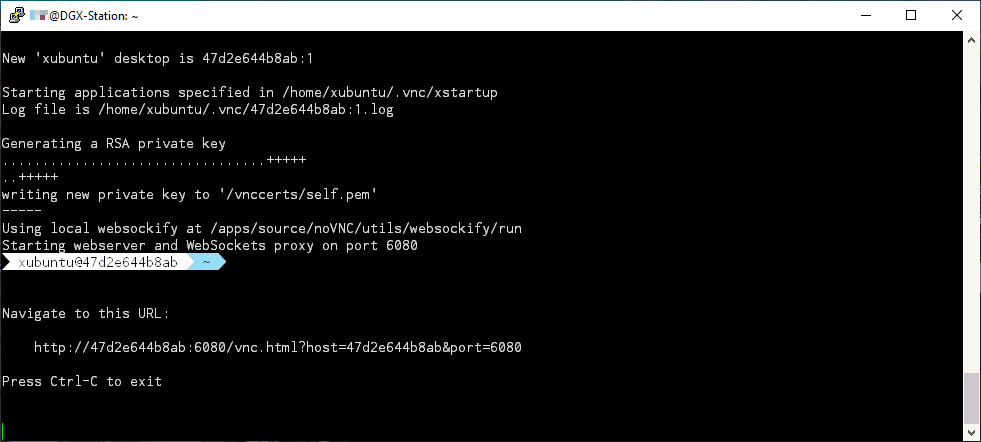 @DGX-Station: ~
New 'xubuntu' desktop is 47d2e644b8ab:1
Starting applications specified in /home/xubuntu/.vnc/xstartup
Log file is /home/xubuntu/.vnc/47d2e644b8ab:1.log
Generating a RSA private key
.................................+++++
..+++++
writing new private key to '/vnccerts/self.pem'
-----
Using local websockify at /apps/source/noVNC/utils/websockify/run
Starting webserver and WebSockets proxy on port 6080
xubuntu@47d2e644b8ab ~
Navigate to this URL:
http://47d2e644b8ab:6080/vnc.html?host=47d2e644b8ab&port=6080
Press Ctrl-C to exit